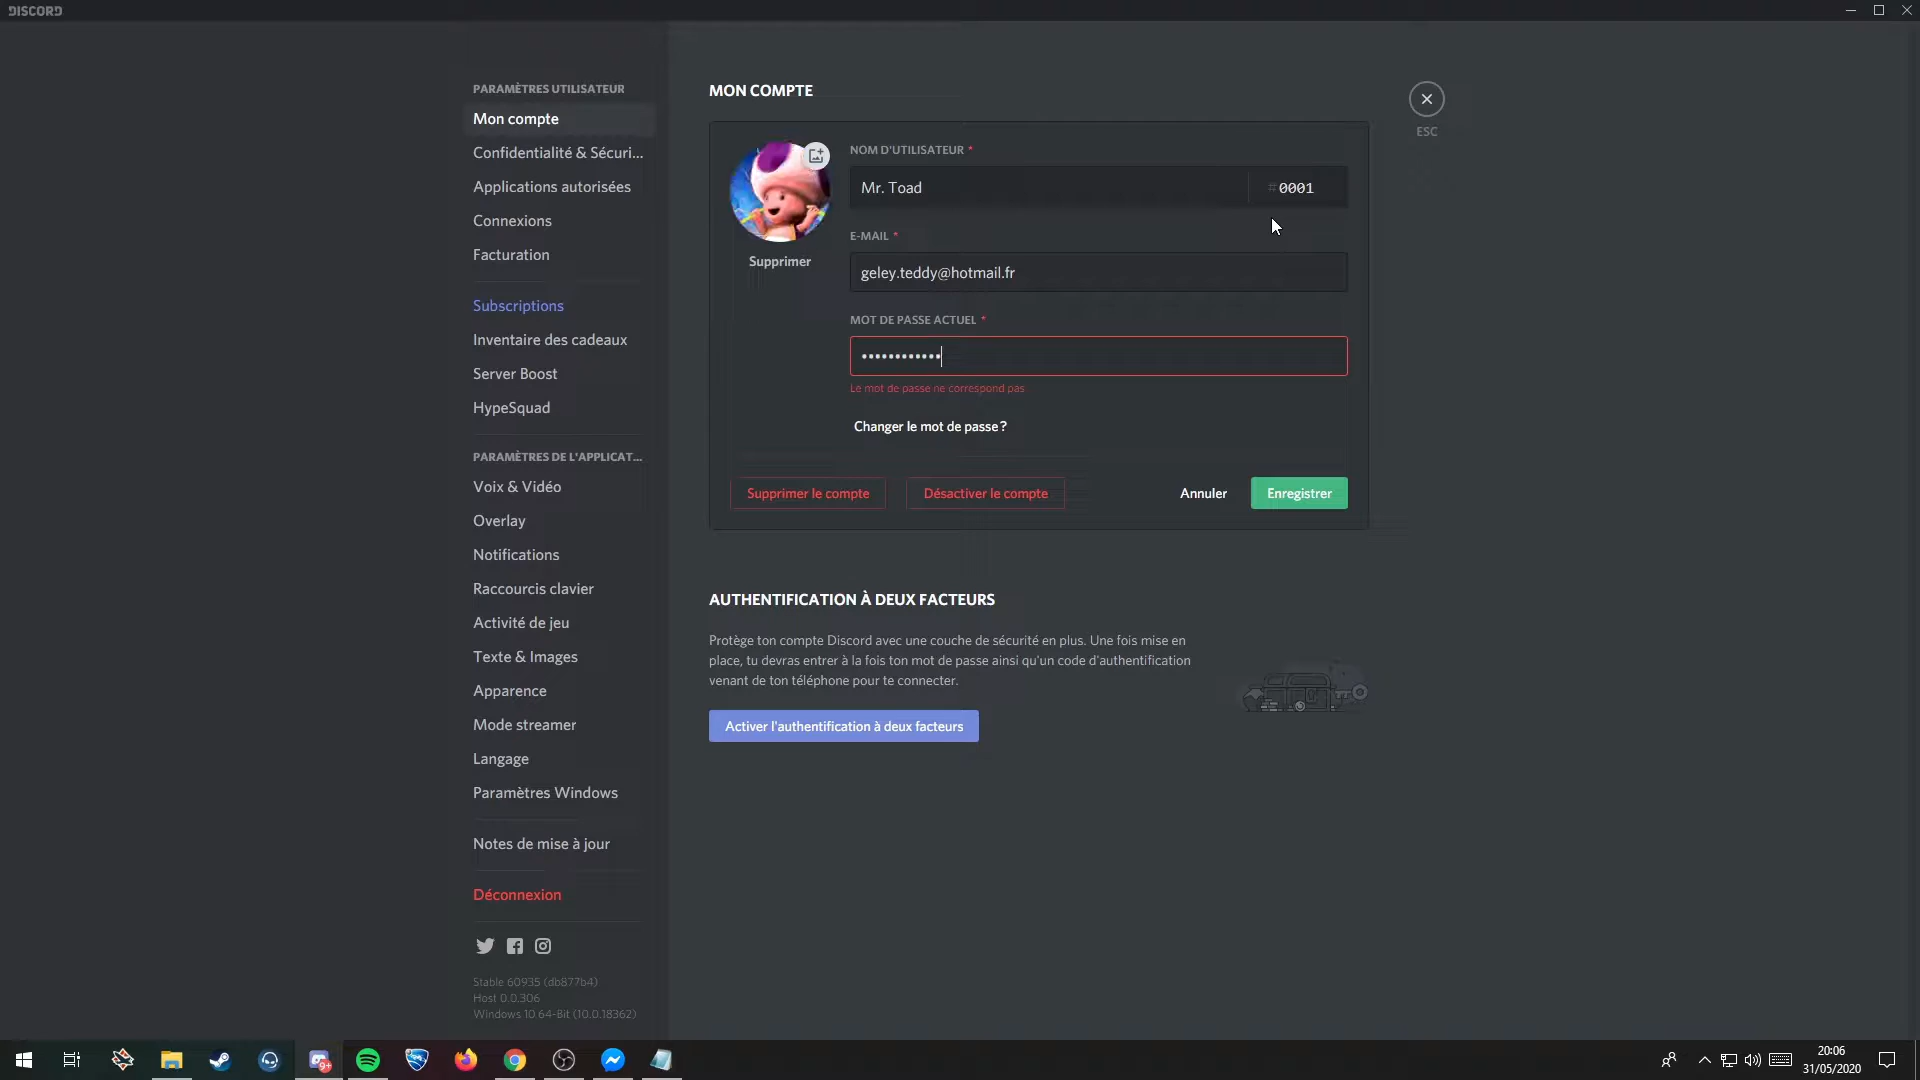 DISCORD
PARAMÈTRES UTILISATEUR
Mon compte
Confidentialité & Sécuri...
Applications autorisées
Connexions
Facturation
Subscriptions
Inventaire des cadeaux
Server Boost
HypeSquad
PARAMÈTRES DE L'APPLICAT...
Voix & Vidéo
Overlay
Notifications
Raccourcis clavier
Activité de jeu
Texte & Images
Apparence
Mode streamer
Langage
Paramètres Windows
Notes de mise à jour
Déconnexion
Stable 60935 (db877b4)
Host 0.0.306
Windows 10 64-Bit (10.0.18362)
MON COMPTE
ESC
Supprimer
NOM D'UTILISATEUR *
Mr. Toad #0001
E-MAIL *
geley.teddy@hotmail.fr
MOT DE PASSE ACTUEL *
••••••••••••
Le mot de passe ne correspond pas
Changer le mot de passe ?
Supprimer le compte Désactiver le compte Annuler Enregistrer
AUTHENTIFICATION À DEUX FACTEURS
Protège ton compte Discord avec une couche de sécurité en plus. Une fois mise en
place, tu devras entrer à la fois ton mot de passe ainsi qu'un code d'authentification
venant de ton téléphone pour te connecter.
Activer l'authentification à deux facteurs
9+
20:06
31/05/2020